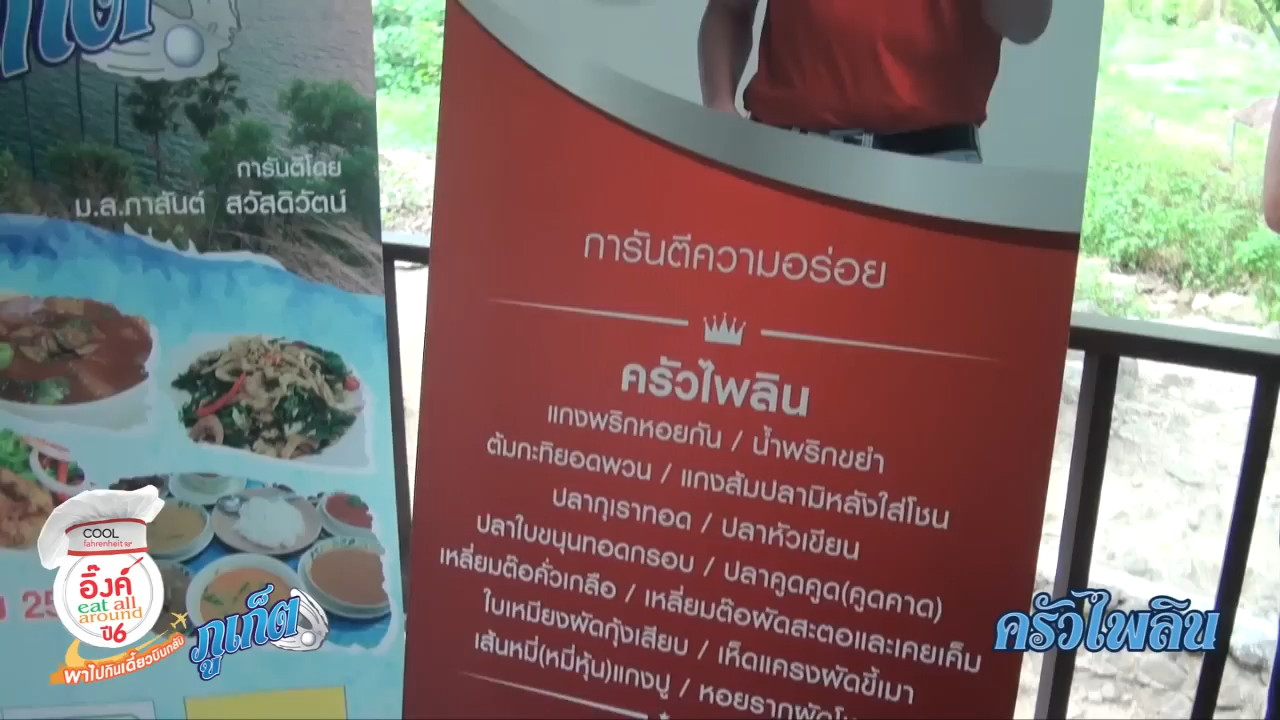 การันตีโดย
ม.ล.ภาสันต์ สวัสดิวัตน์
การันตีความอร่อย
ครัวไพลิน
แกงพริกหอยกัน / น้ำพริกขยำ
ต้มกะทิยอดพวน / แกงส้มปลามิหลังใส่โชน
ปลากุเราทอด / ปลาหัวเขียน
ปลาใบขนุนทอดกรอบ / ปลาคูดคูด(คูดคาด)
เหลี่ยมต๊อคั่วเกลือ / เหลี่ยมต๊อผัดสะตอและเคยเค็ม
ใบเหมียงผัดกุ้งเสียบ / เห็ดแครงผัดขี้เมา
เส้นหมี่(หมี่หุ้น)แกงปู / หอยรากผัด
COOL
fahrenheit
อิ๊งค์
eat all
around
ปี6
พาไปกินเดี๋ยวบินกลับ
ภูเก็ต
ครัวไพลิน